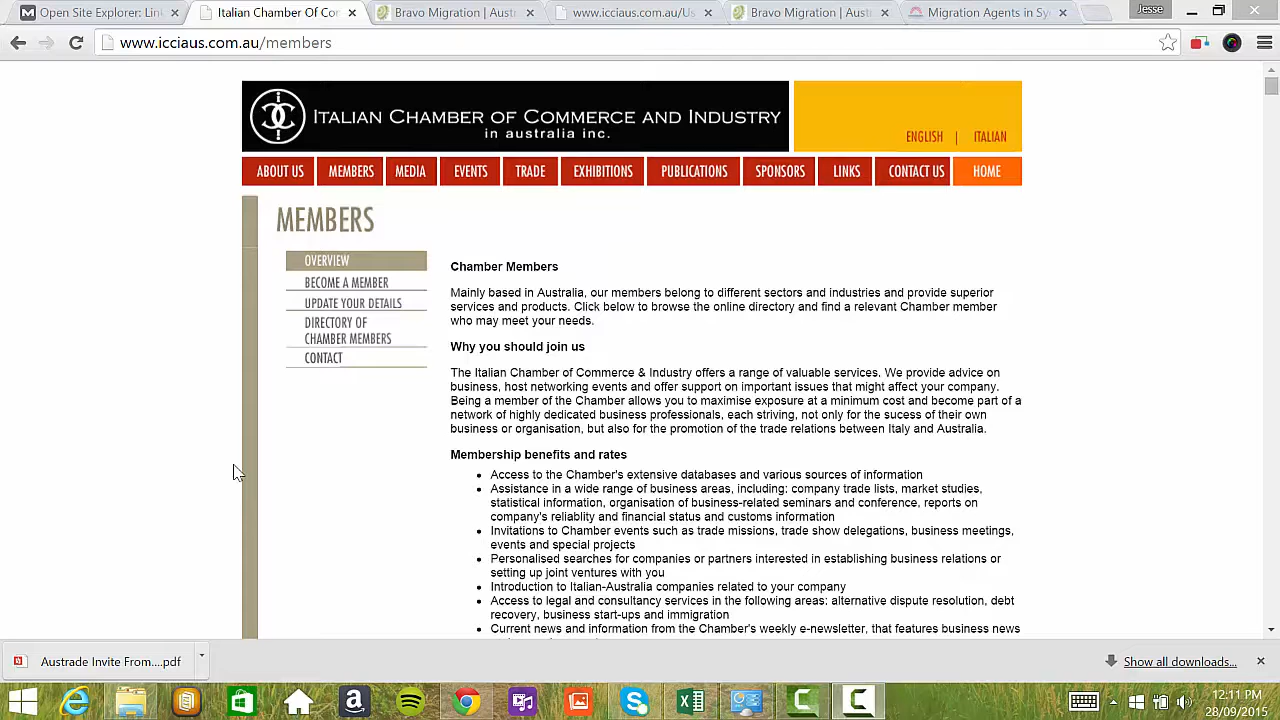 Open Site Explorer: Link
Italian Chamber Of Con
Bravo Migration | Aust
www.icciaus.com.au/Us
Bravo Migration | Aust
Migration Agents in Sy
Jesse
www.icciaus.com.au/members
ITALIAN CHAMBER OF COMMERCE AND INDUSTRY
in australia inc.
ENGLISH | ITALIAN
ABOUT US MEMBERS MEDIA EVENTS TRADE EXHIBITIONS PUBLICATIONS SPONSORS LINKS CONTACT US HOME
MEMBERS
OVERVIEW
BECOME A MEMBER
UPDATE YOUR DETAILS
DIRECTORY OF
CHAMBER MEMBERS
CONTACT
Chamber Members
Mainly based in Australia, our members belong to different sectors and industries and provide superior
services and products. Click below to browse the online directory and find a relevant Chamber member
who may meet your needs.
Why you should join us
The Italian Chamber of Commerce & Industry offers a range of valuable services. We provide advice on
business, host networking events and offer support on important issues that might affect your company.
Being a member of the Chamber allows you to maximise exposure at a minimum cost and become part of a
network of highly dedicated business professionals, each striving, not only for the sucess of their own
business or organisation, but also for the promotion of the trade relations between Italy and Australia.
Membership benefits and rates
• Access to the Chamber's extensive databases and various sources of information
• Assistance in a wide range of business areas, including: company trade lists, market studies,
statistical information, organisation of business-related seminars and conference, reports on
company's reliablity and financial status and customs information
• Invitations to Chamber events such as trade missions, trade show delegations, business meetings,
events and special projects
• Personalised searches for companies or partners interested in establishing business relations or
setting up joint ventures with you
• Introduction to Italian-Australia companies related to your company
• Access to legal and consultancy services in the following areas: alternative dispute resolution, debt
recovery, business start-ups and immigration
• Current news and information from the Chamber's weekly e-newsletter, that features business news
Austrade Invite From....pdf
Show all downloads...
12:11 PM
28/09/2015